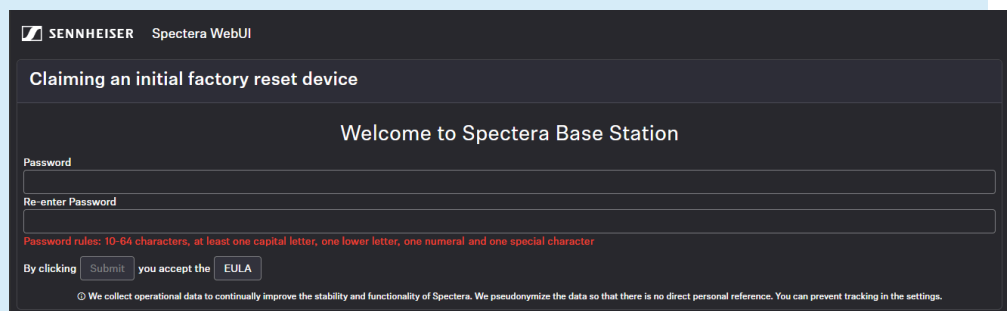 SENNHEISER Spectera WebUI
Claiming an initial factory reset device
Welcome to Spectera Base Station
Password
Re-enter Password
Password rules: 10-64 characters, at least one capital letter, one lower letter, one numeral and one special character
By clicking Submit you accept the EULA
We collect operational data to continually improve the stability and functionality of Spectera. We pseudonymize the data so that there is no direct personal reference. You can prevent tracking in the settings.